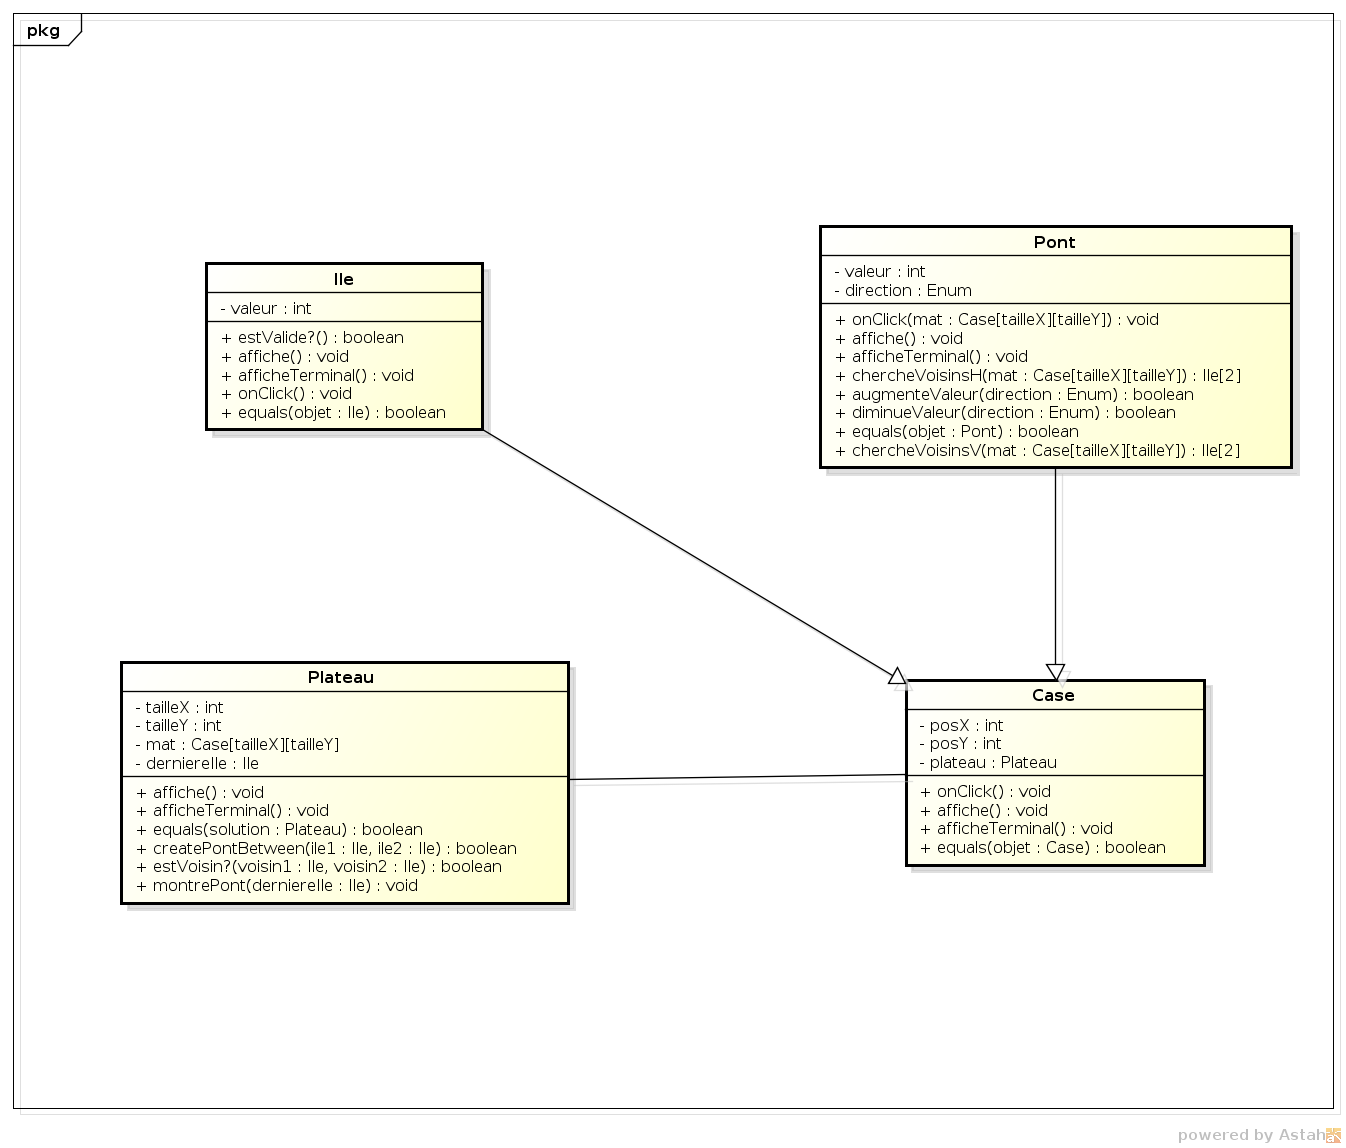 pkg
Ile
- valeur : int
+ estValide?() : boolean
+ affiche() : void
+ afficheTerminal() : void
+ onClick() : void
+ equals(objet : Ile) : boolean
Pont
- valeur : int
- direction : Enum
+ onClick(mat : Case[tailleX][tailleY]) : void
+ affiche() : void
+ afficheTerminal() : void
+ chercheVoisinsH(mat : Case[tailleX][tailleY]) : Ile[2]
+ augmenteValeur(direction : Enum) : boolean
+ diminueValeur(direction : Enum) : boolean
+ equals(objet : Pont) : boolean
+ chercheVoisinsV(mat : Case[tailleX][tailleY]) : Ile[2]
Plateau
- tailleX : int
- tailleY : int
- mat : Case[tailleX][tailleY]
- derniereIle : Ile
+ affiche() : void
+ afficheTerminal() : void
+ equals(solution : Plateau) : boolean
+ createPontBetween(ile1 : Ile, ile2 : Ile) : boolean
+ estVoisin?(voisin1 : Ile, voisin2 : Ile) : boolean
+ montrePont(derniereIle : Ile) : void
Case
- posX : int
- posY : int
- plateau : Plateau
+ onClick() : void
+ affiche() : void
+ afficheTerminal() : void
+ equals(objet : Case) : boolean
powered by Astah